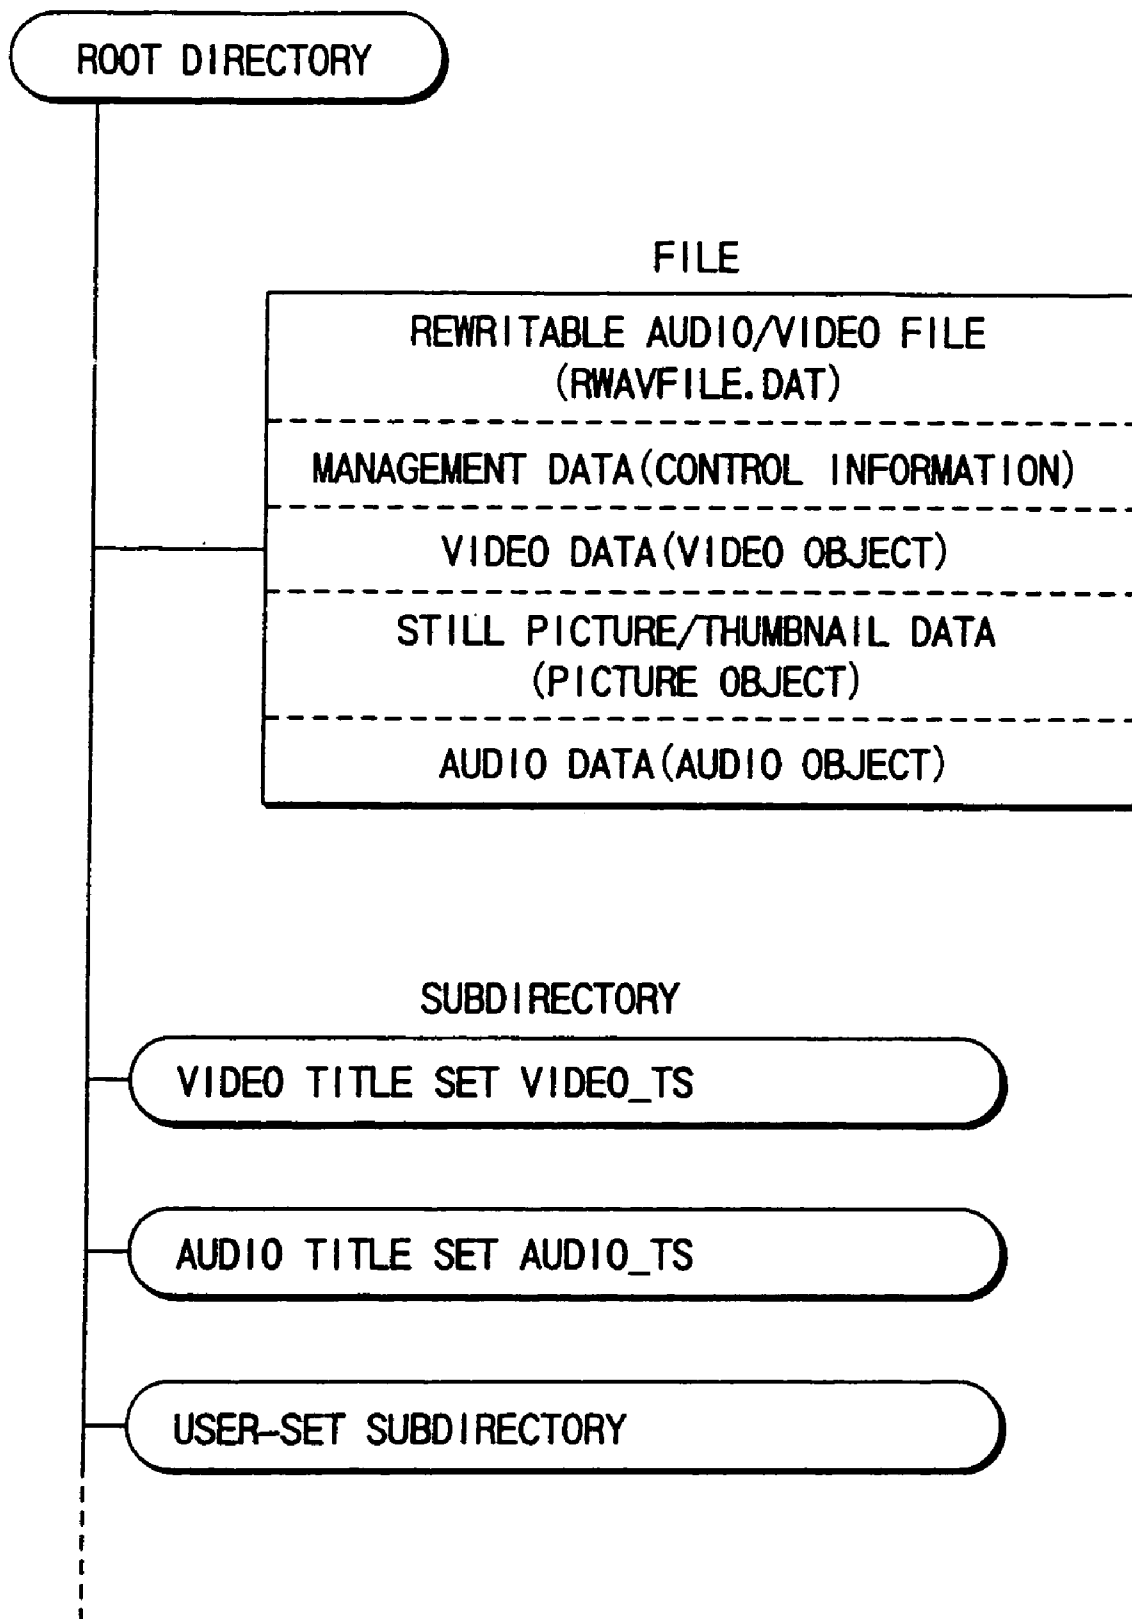 ROOT DIRECTORY
FILE
REWRITABLE AUDIO/VIDEO FILE
(RWAVFILE.DAT)
MANAGEMENT DATA(CONTROL INFORMATION)
VIDEO DATA(VIDEO OBJECT)
STILL PICTURE/THUMBNAIL DATA
(PICTURE OBJECT)
AUDIO DATA(AUDIO OBJECT)
SUBDIRECTORY
VIDEO TITLE SET VIDEO_TS
AUDIO TITLE SET AUDIO_TS
USER-SET SUBDIRECTORY